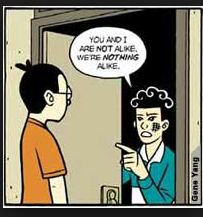 YOU AND I
ARE NOT ALIKE.
WE'RE NOTHING
ALIKE.
Gene Yang